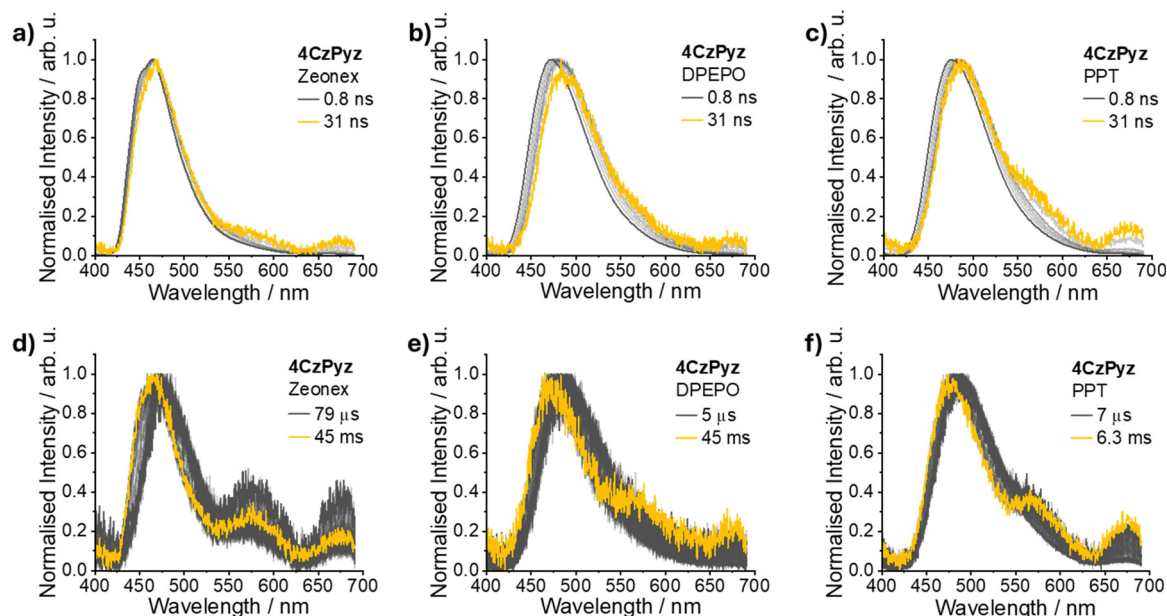 a)
Normalised Intensity / arb. u.
1.0
0.8
0.6
0.4
0.2
0.0
400 450 500 550 600 650 700
Wavelength / nm
4CzPyz
Zeonex
0.8 ns
31 ns
b)
Normalised Intensity / arb. u.
1.0
0.8
0.6
0.4
0.2
0.0
400 450 500 550 600 650 700
Wavelength / nm
4CzPyz
DPEPO
0.8 ns
31 ns
c)
Normalised Intensity / arb. u.
1.0
0.8
0.6
0.4
0.2
0.0
400 450 500 550 600 650 700
Wavelength / nm
4CzPyz
PPT
0.8 ns
31 ns
d)
Normalised Intensity / arb. u.
1.0
0.8
0.6
0.4
0.2
0.0
400 450 500 550 600 650 700
Wavelength / nm
4CzPyz
Zeonex
79 μs
45 ms
e)
Normalised Intensity / arb. u.
1.0
0.8
0.6
0.4
0.2
0.0
400 450 500 550 600 650 700
Wavelength / nm
4CzPyz
DPEPO
5 μs
45 ms
f)
Normalised Intensity / arb. u.
1.0
0.8
0.6
0.4
0.2
0.0
400 450 500 550 600 650 700
Wavelength / nm
4CzPyz
PPT
7 μs
6.3 ms